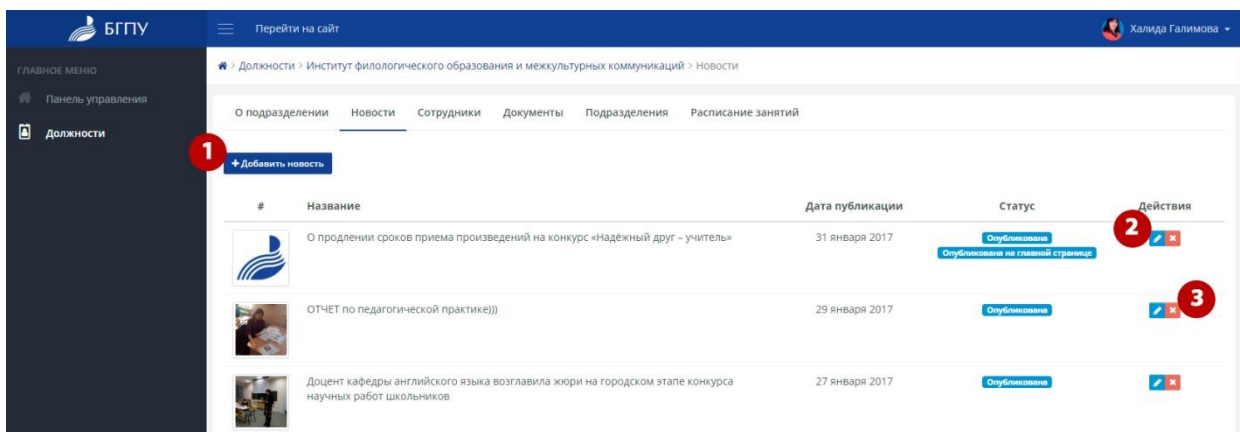 БГПУ
Перейти на сайт
Халида Галимова
ГЛАВНОЕ МЕНЮ
Панель управления
Должности
> Должности > Институт филологического образования и межкультурных коммуникаций > Новости
О подразделении Новости Сотрудники Документы Подразделения Расписание занятий
1
+ Добавить новость
# Название Дата публикации Статус Действия
О продлении сроков приема произведений на конкурс «Надёжный друг – учитель» 31 января 2017 Опубликована
Опубликована на главной странице
2
ОТЧЕТ по педагогической практике))) 29 января 2017 Опубликована
3
Доцент кафедры английского языка возглавила жюри на городском этапе конкурса 27 января 2017 Опубликована
научных работ школьников